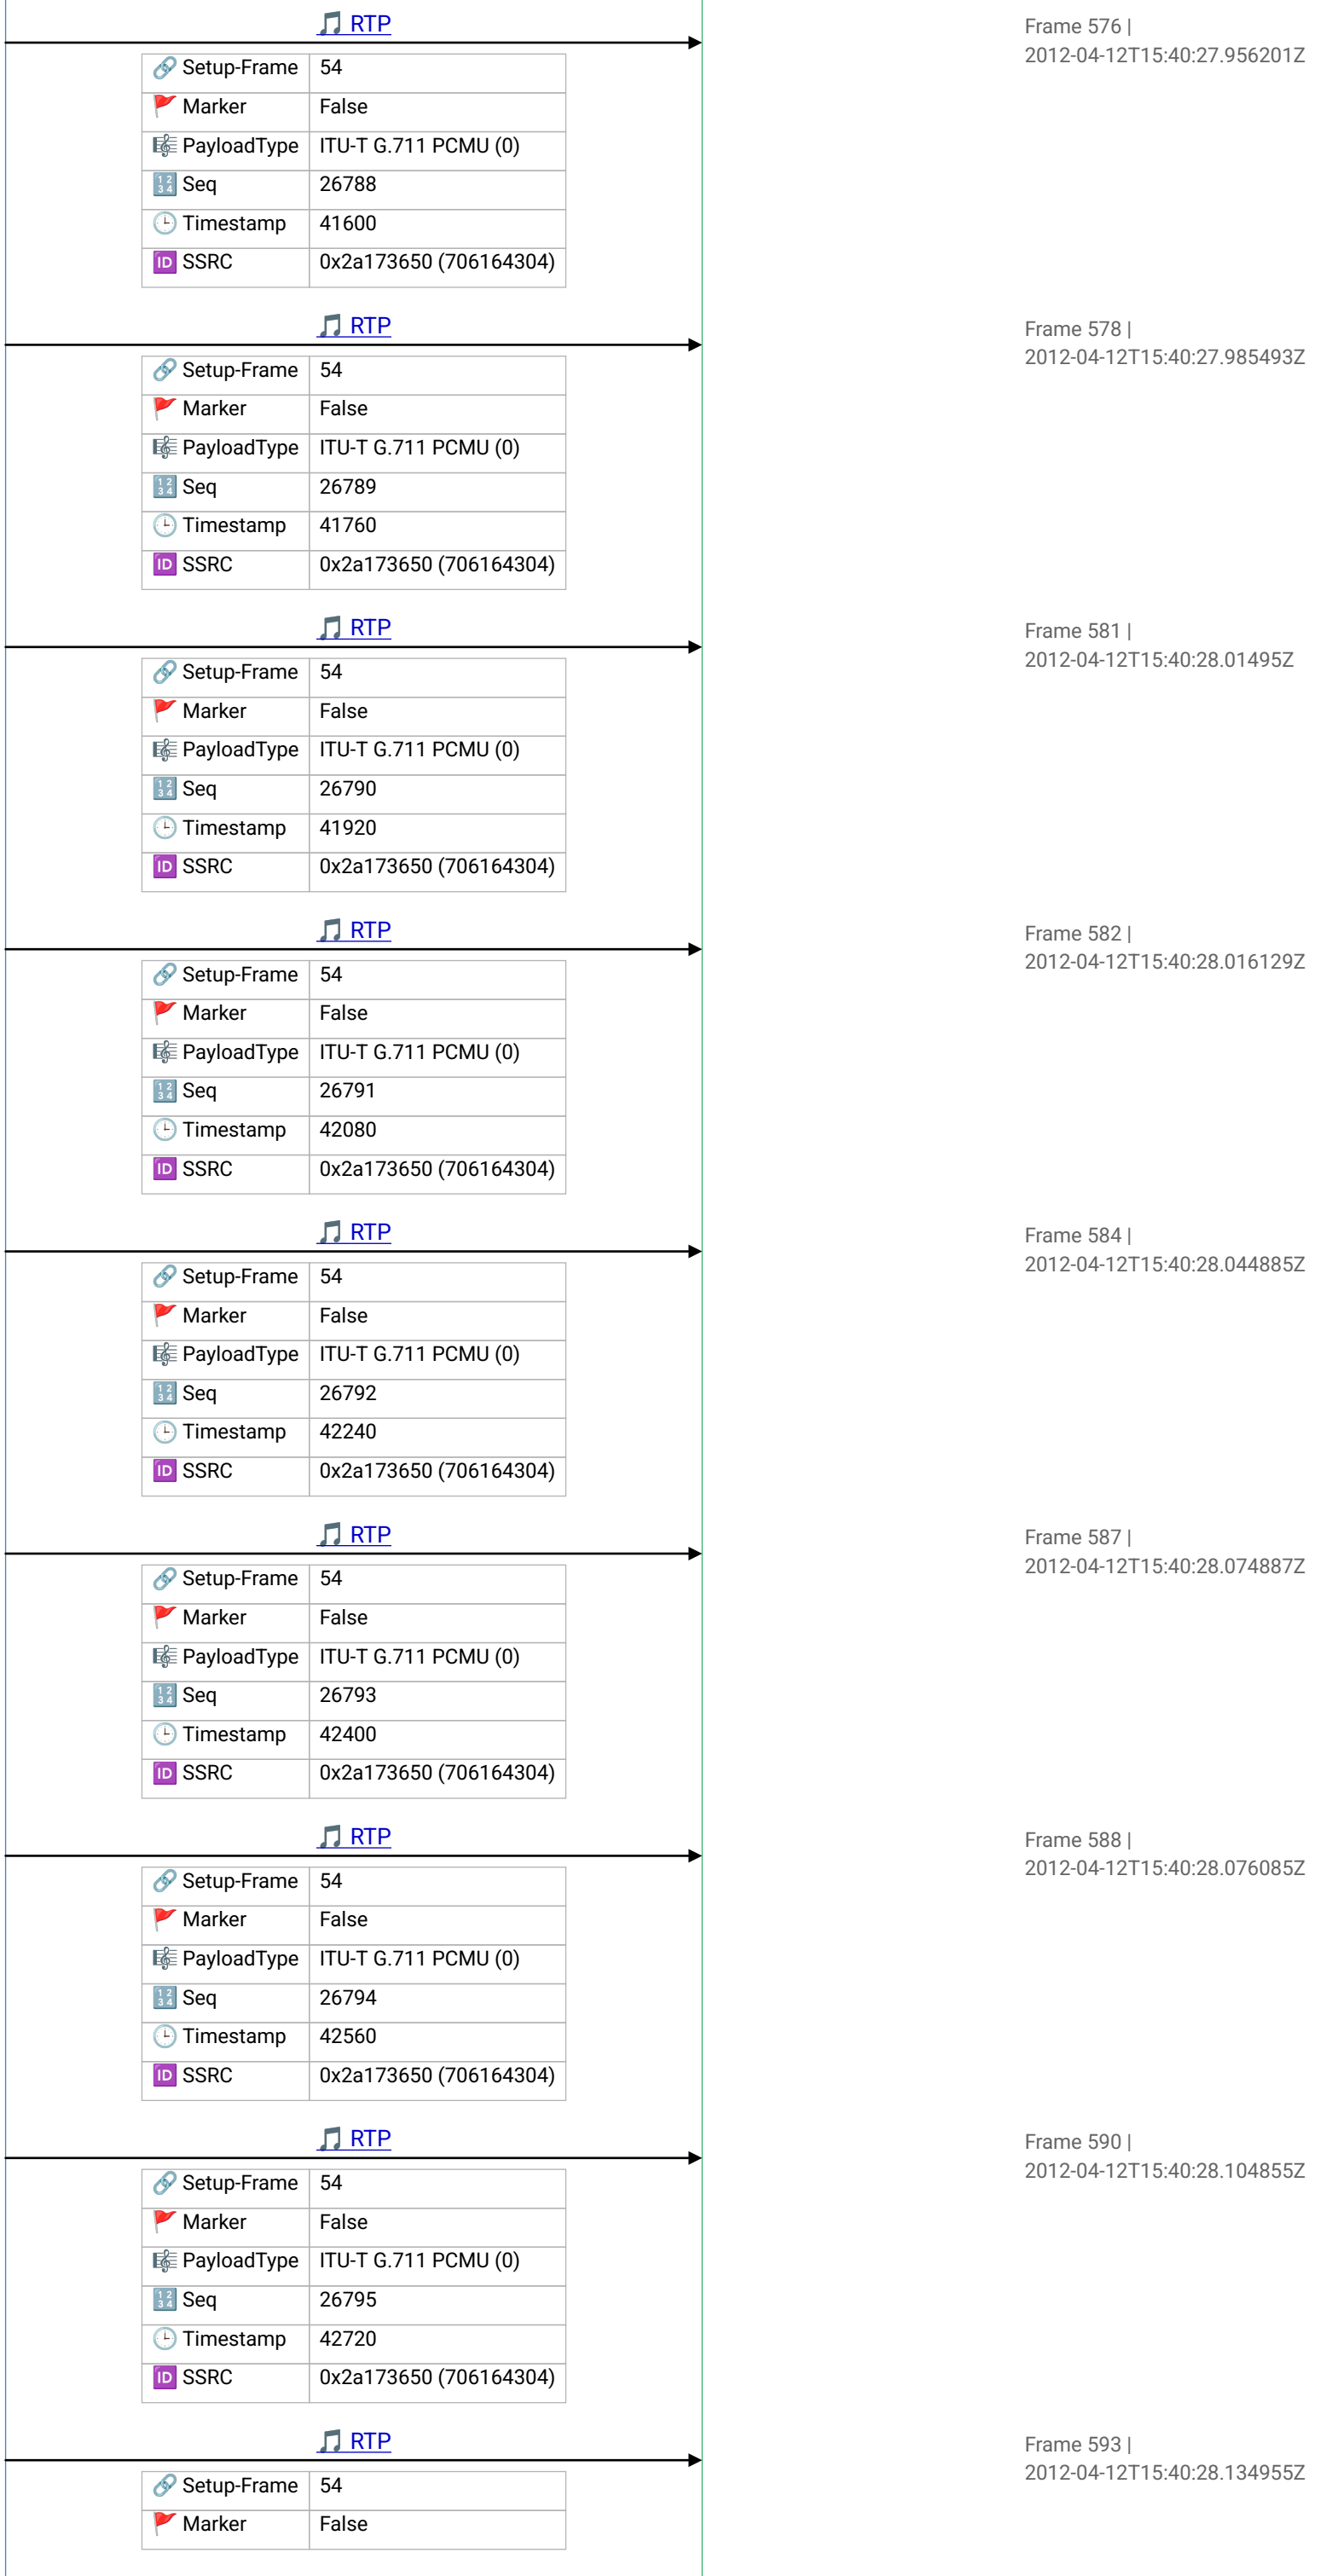 🎵 RTP
Frame 576 |
2012-04-12T15:40:27.956201Z
🔗 Setup-Frame 54
🚩 Marker False
🎼 PayloadType ITU-T G.711 PCMU (0)
🔢 Seq 26788
🕒 Timestamp 41600
🆔 SSRC 0x2a173650 (706164304)
🎵 RTP
Frame 578 |
2012-04-12T15:40:27.985493Z
🔗 Setup-Frame 54
🚩 Marker False
🎼 PayloadType ITU-T G.711 PCMU (0)
🔢 Seq 26789
🕒 Timestamp 41760
🆔 SSRC 0x2a173650 (706164304)
🎵 RTP
Frame 581 |
2012-04-12T15:40:28.01495Z
🔗 Setup-Frame 54
🚩 Marker False
🎼 PayloadType ITU-T G.711 PCMU (0)
🔢 Seq 26790
🕒 Timestamp 41920
🆔 SSRC 0x2a173650 (706164304)
🎵 RTP
Frame 582 |
2012-04-12T15:40:28.016129Z
🔗 Setup-Frame 54
🚩 Marker False
🎼 PayloadType ITU-T G.711 PCMU (0)
🔢 Seq 26791
🕒 Timestamp 42080
🆔 SSRC 0x2a173650 (706164304)
🎵 RTP
Frame 584 |
2012-04-12T15:40:28.044885Z
🔗 Setup-Frame 54
🚩 Marker False
🎼 PayloadType ITU-T G.711 PCMU (0)
🔢 Seq 26792
🕒 Timestamp 42240
🆔 SSRC 0x2a173650 (706164304)
🎵 RTP
Frame 587 |
2012-04-12T15:40:28.074887Z
🔗 Setup-Frame 54
🚩 Marker False
🎼 PayloadType ITU-T G.711 PCMU (0)
🔢 Seq 26793
🕒 Timestamp 42400
🆔 SSRC 0x2a173650 (706164304)
🎵 RTP
Frame 588 |
2012-04-12T15:40:28.076085Z
🔗 Setup-Frame 54
🚩 Marker False
🎼 PayloadType ITU-T G.711 PCMU (0)
🔢 Seq 26794
🕒 Timestamp 42560
🆔 SSRC 0x2a173650 (706164304)
🎵 RTP
Frame 590 |
2012-04-12T15:40:28.104855Z
🔗 Setup-Frame 54
🚩 Marker False
🎼 PayloadType ITU-T G.711 PCMU (0)
🔢 Seq 26795
🕒 Timestamp 42720
🆔 SSRC 0x2a173650 (706164304)
🎵 RTP
Frame 593 |
2012-04-12T15:40:28.134955Z
🔗 Setup-Frame 54
🚩 Marker False